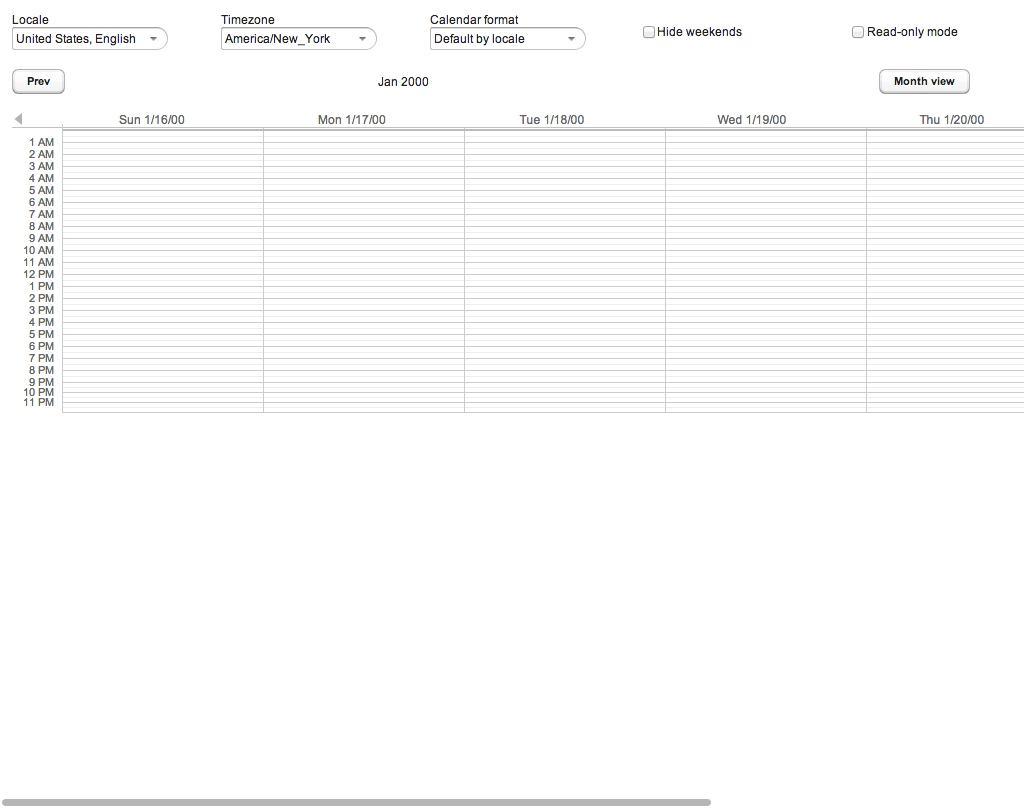 Locale
Timezone
Calendar format
United States, English
America/New_York
Default by locale
Hide weekends
Read-only mode
Prev
Jan 2000
Month view
Sun 1/16/00
Mon 1/17/00
Tue 1/18/00
Wed 1/19/00
Thu 1/20/00
1 AM
2 AM
3 AM
4 AM
5 AM
6 AM
7 AM
8 AM
9 AM
10 AM
11 AM
12 PM
1 PM
2 PM
3 PM
4 PM
5 PM
6 PM
7 PM
8 PM
9 PM
10 PM
11 PM